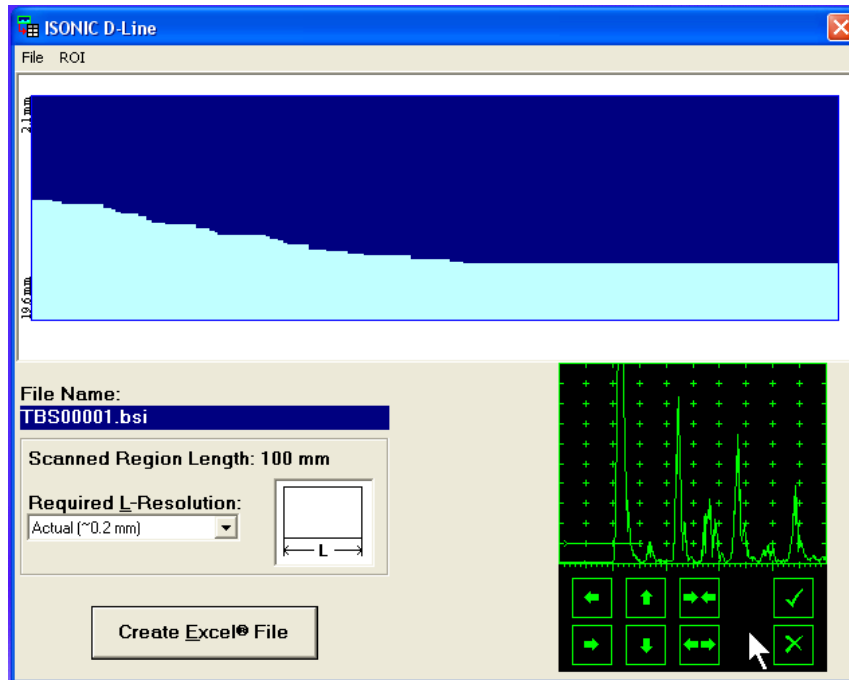 ISONIC D-Line
File ROI
2.1 mm
19.6 mm
File Name:
TBS00001.bsi
Scanned Region Length: 100 mm
Required L-Resolution:
Actual (~0.2 mm)
L
Create Excel® File